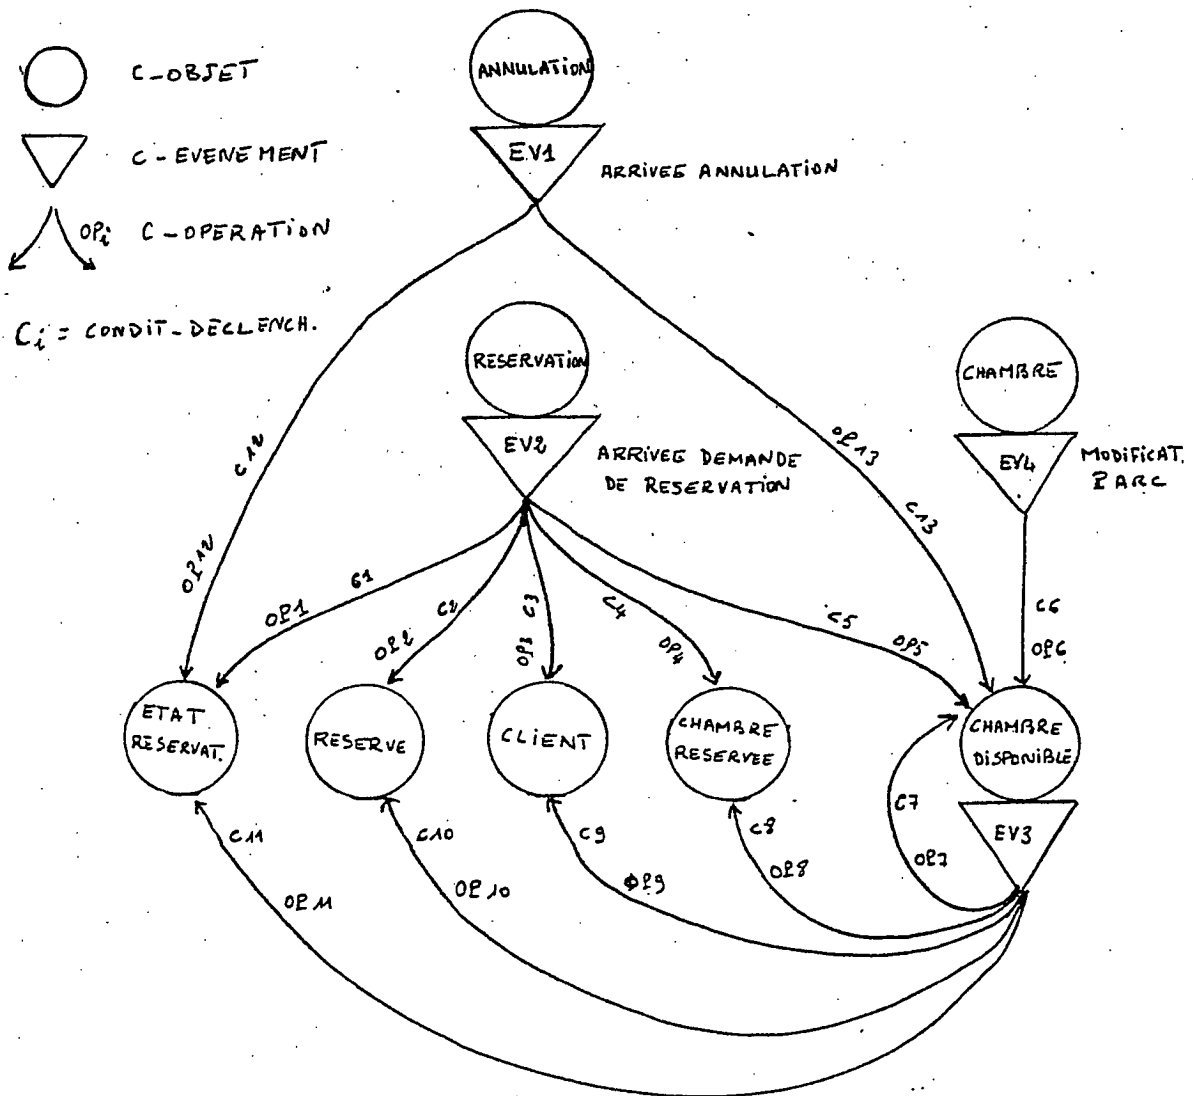 C-OBJET
C-EVENEMENT
OPi C-OPERATION
Ci = CONDIT-DECLENCH.
ANNULATION
EV1
ARRIVEE ANNULATION
RESERVATION
EV2
ARRIVEE DEMANDE
DE RESERVATION
CHAMBRE
EV4
MODIFICAT.
PARC
C12
OP12
OP13
C13
C1
OP1
C2
OP2
C3
OP3
C4
OP4
C5
OP5
C6
OP6
ETAT
RESERVAT.
RESERVE
CLIENT
CHAMBRE
RESERVEE
CHAMBRE
DISPONIBLE
EV3
C11
OP11
C10
OP10
C9
OP9
C8
OP8
C7
OP7